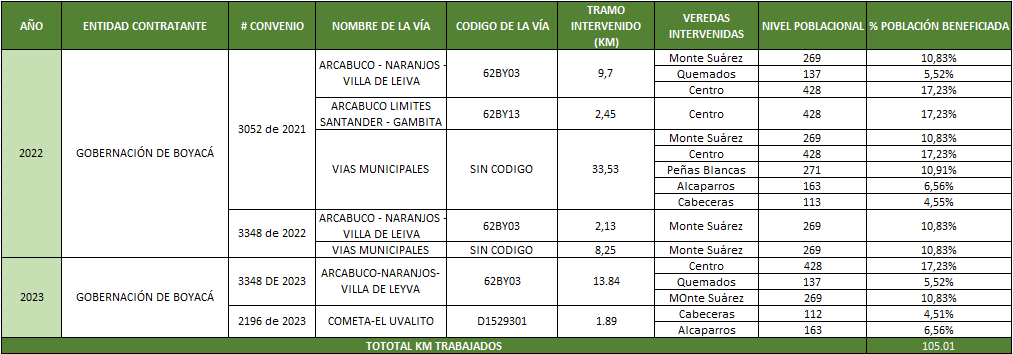 AÑO ENTIDAD CONTRATANTE # CONVENIO NOMBRE DE LA VÍA CODIGO DE LA VÍA TRAMO INTERVENIDO (KM) VEREDAS INTERVENIDAS NIVEL POBLACIONAL % POBLACIÓN BENEFICIADA
2022 GOBERNACIÓN DE BOYACÁ 3052 de 2021 ARCABUCO - NARANJOS - VILLA DE LEIVA 62BY03 9,7 Monte Suárez 269 10,83%
Quemados 137 5,52%
Centro 428 17,23%
ARCABUCO LIMITES SANTANDER - GAMBITA 62BY13 2,45 Centro 428 17,23%
VIAS MUNICIPALES SIN CODIGO 33,53 Monte Suárez 269 10,83%
Centro 428 17,23%
Peñas Blancas 271 10,91%
Alcaparros 163 6,56%
Cabeceras 113 4,55%
3348 de 2022 ARCABUCO - NARANJOS - VILLA DE LEIVA 62BY03 2,13 Monte Suárez 269 10,83%
VIAS MUNICIPALES SIN CODIGO 8,25 Monte Suárez 269 10,83%
2023 GOBERNACIÓN DE BOYACÁ 3348 DE 2023 ARCABUCO-NARANJOS-VILLA DE LEYVA 62BY03 13.84 Centro 428 17,23%
Quemados 137 5,52%
MOnte Suárez 269 10,83%
2196 de 2023 COMETA-EL UVALITO D1529301 1.89 Cabeceras 112 4,51%
Alcaparros 163 6,56%
TOTOTAL KM TRABAJADOS 105.01